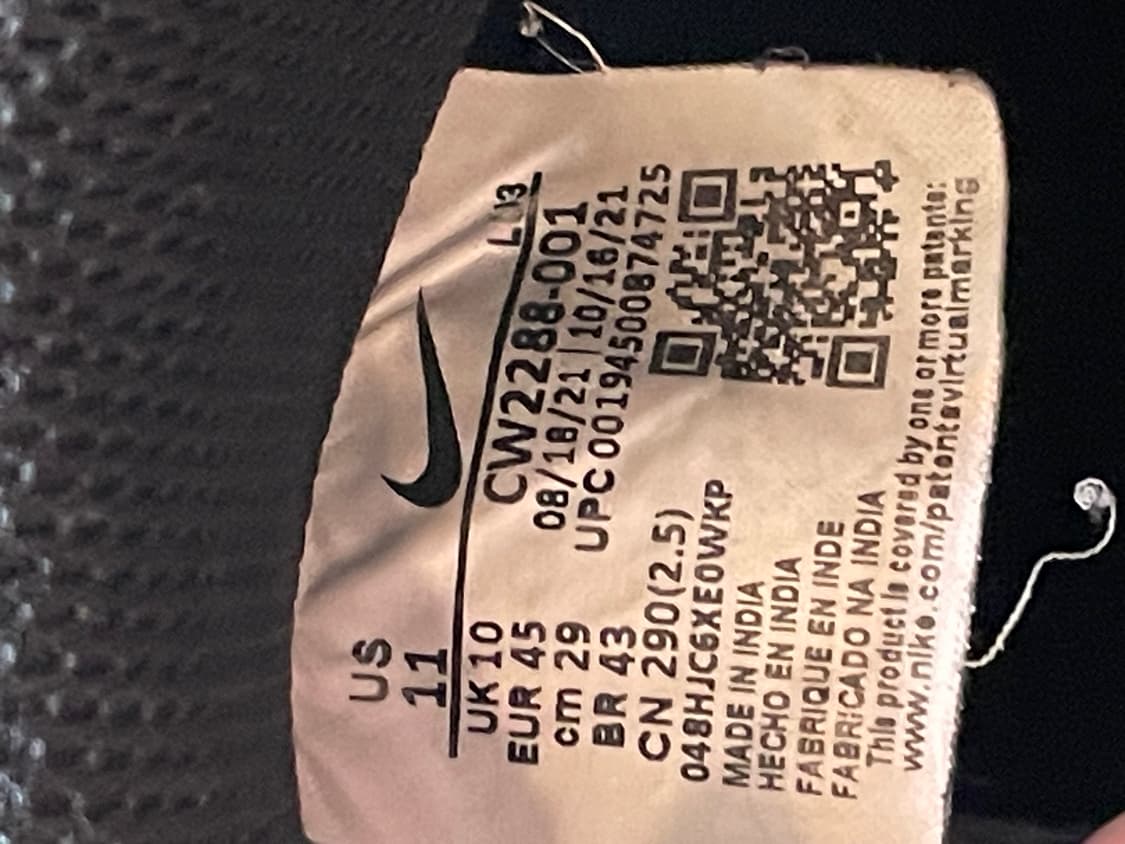 US
11
UK 10
EUR 45
cm 29
BR 43
CN 290(2.5)
CW2288-001
08/18/21 | 10/16/21
UPC 00194500874725
048HJC6XE0WKP
MADE IN INDIA
HECHO EN INDIA
FABRIQUE EN INDE
FABRICADO NA INDIA
This product is covered by one or more patents:
www.nike.com/patentsvirtualmarking